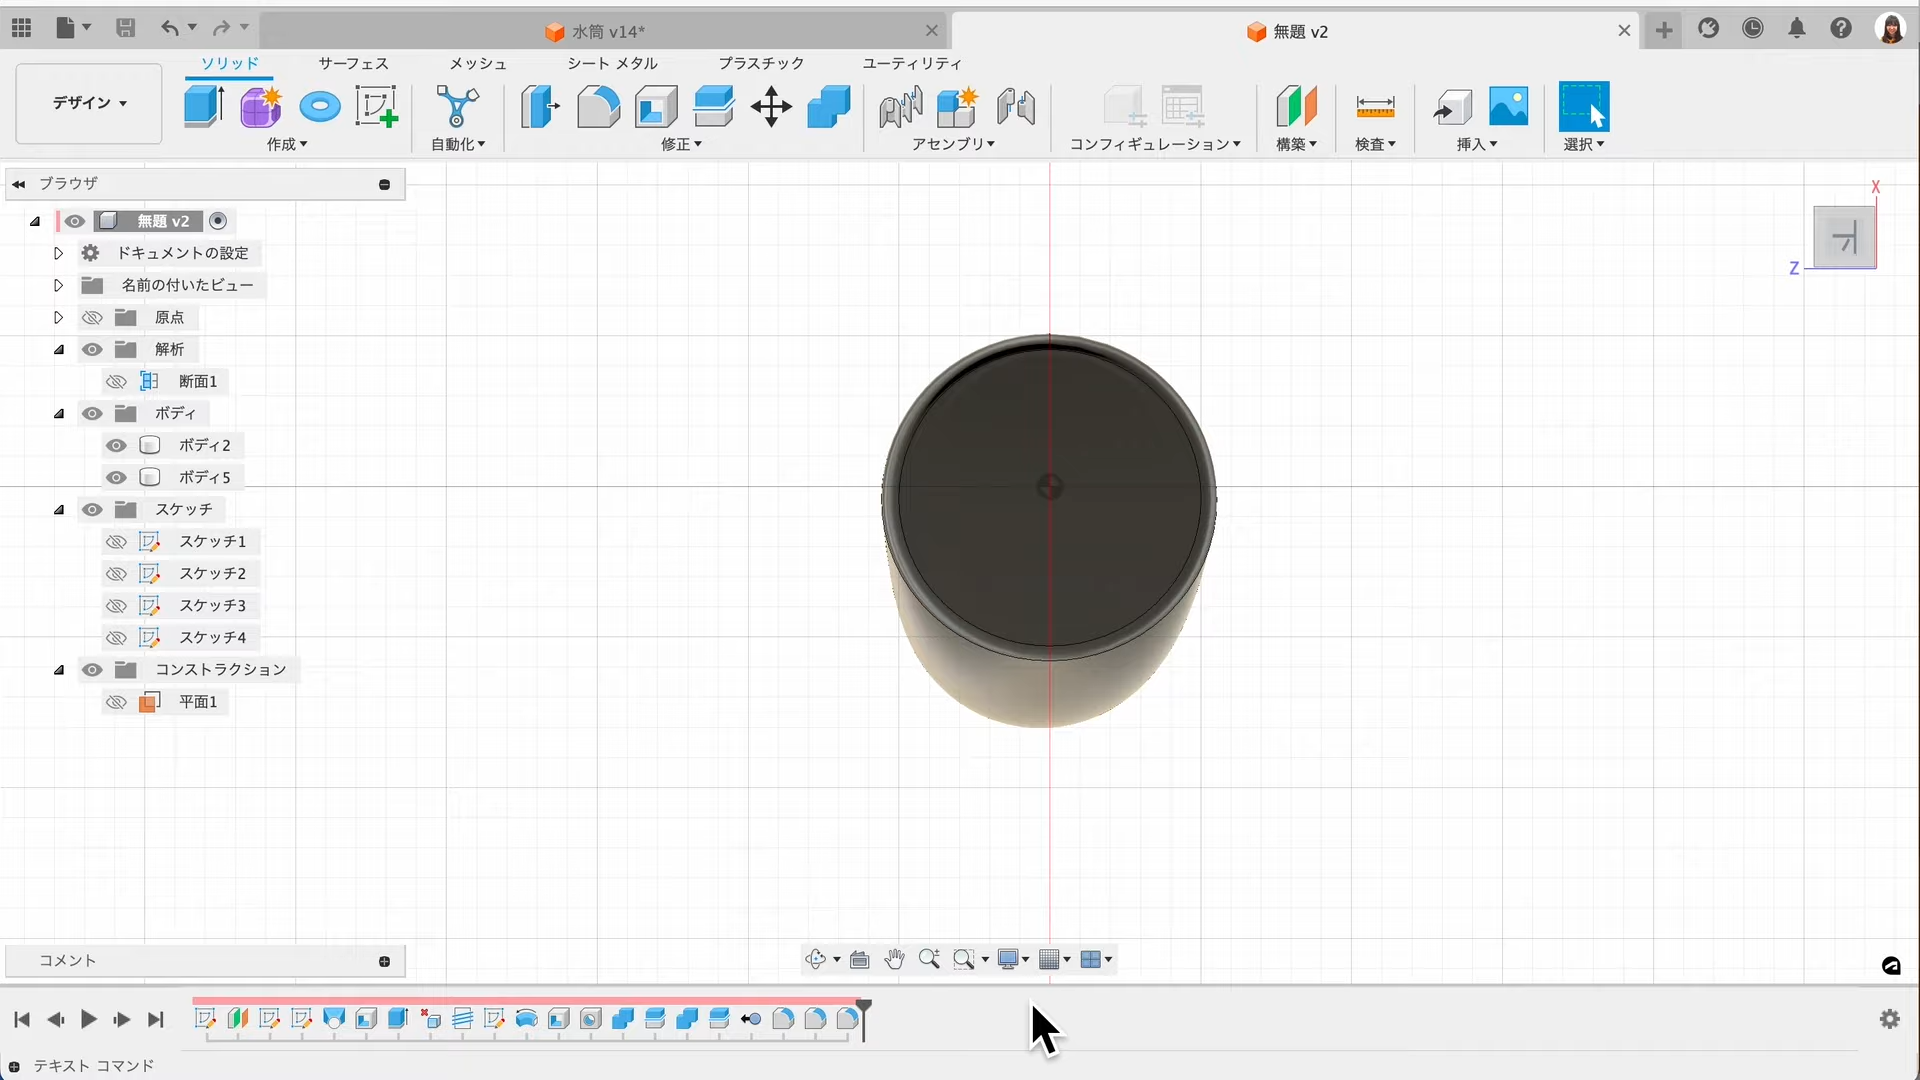 水筒 v14*
無題 v2
デザイン
ソリッド
サーフェス
メッシュ
シート メタル
プラスチック
ユーティリティ
作成
自動化
修正
アセンブリ
コンフィギュレーション
構築
検査
挿入
選択
ブラウザ
無題 v2
ドキュメントの設定
名前の付いたビュー
原点
解析
断面1
ボディ
ボディ2
ボディ5
スケッチ
スケッチ1
スケッチ2
スケッチ3
スケッチ4
コンストラクション
平面1
X
上
Z
コメント
テキスト コマンド